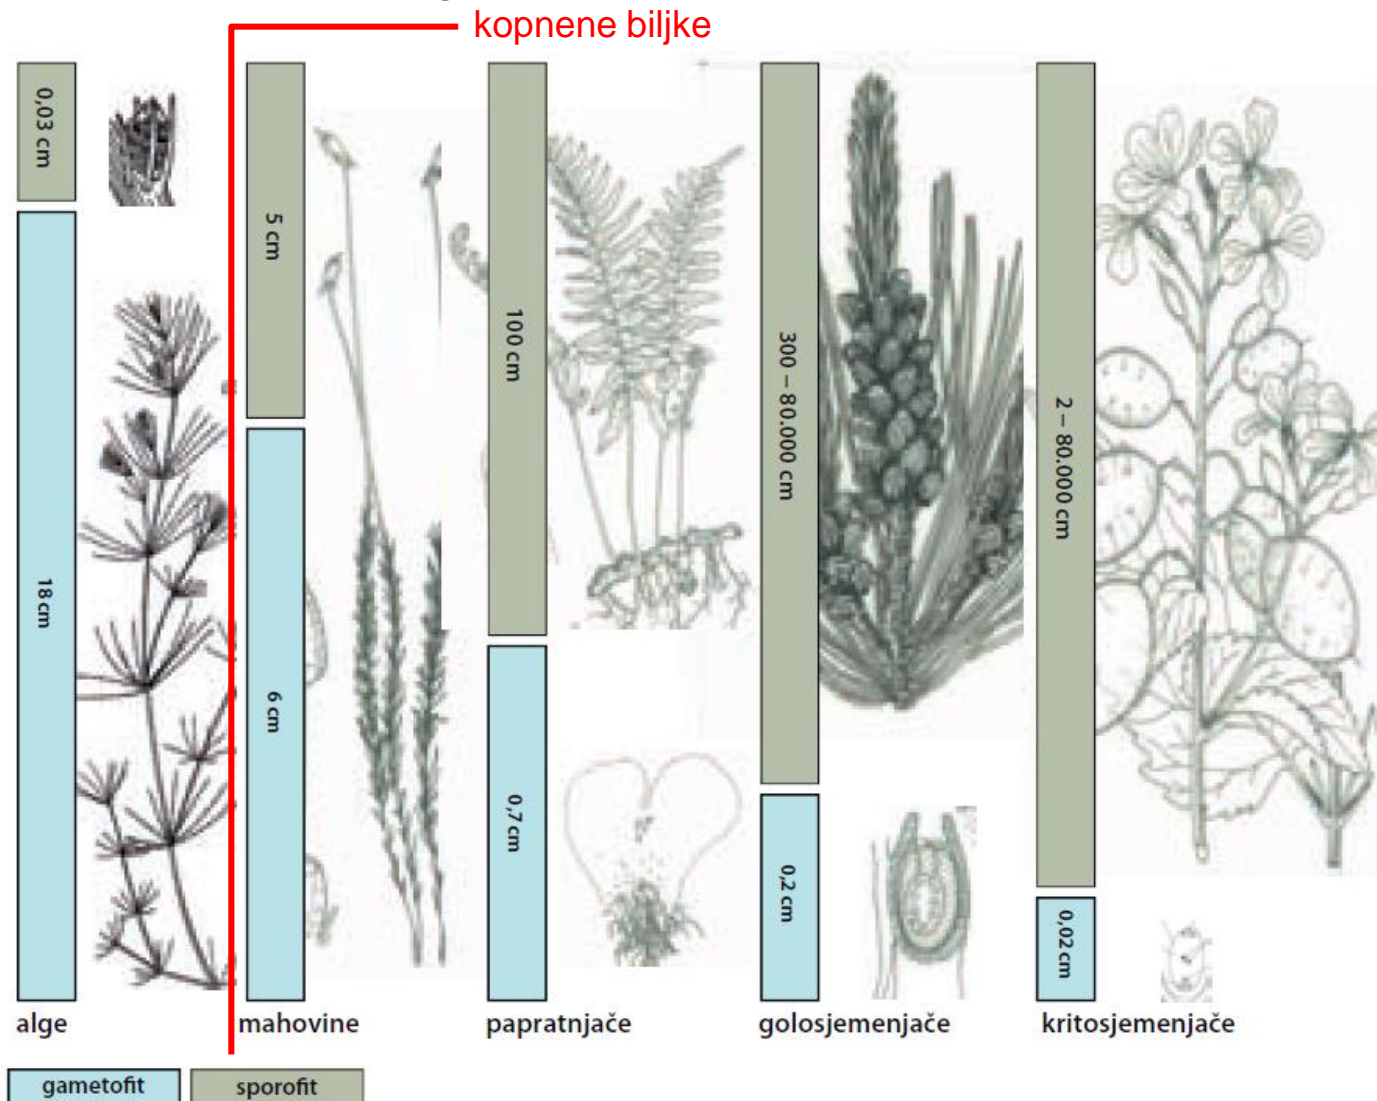 kopnene biljke
0,03 cm
18 cm
5 cm
6 cm
100 cm
0,7 cm
300 – 80.000 cm
0,2 cm
2 – 80.000 cm
0,02 cm
alge
mahovine
papratnjače
golosjemenjače
kritosjemenjače
gametofit
sporofit